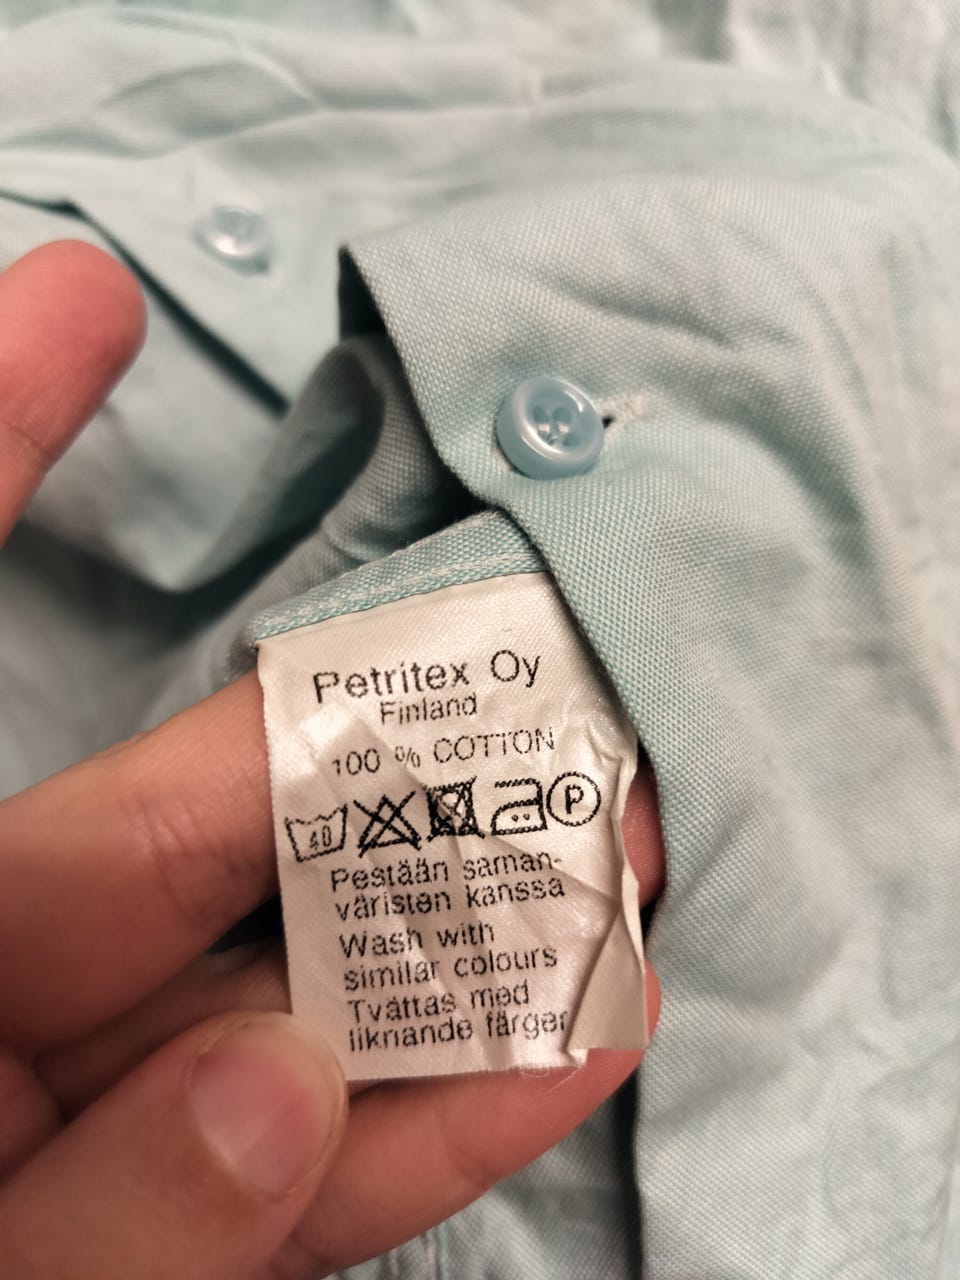 Petritex Oy
Finland
100 % COTTON
40 P
Pestään saman-
väristen kanssa
Wash with
similar colours
Tvättas med
liknande färger